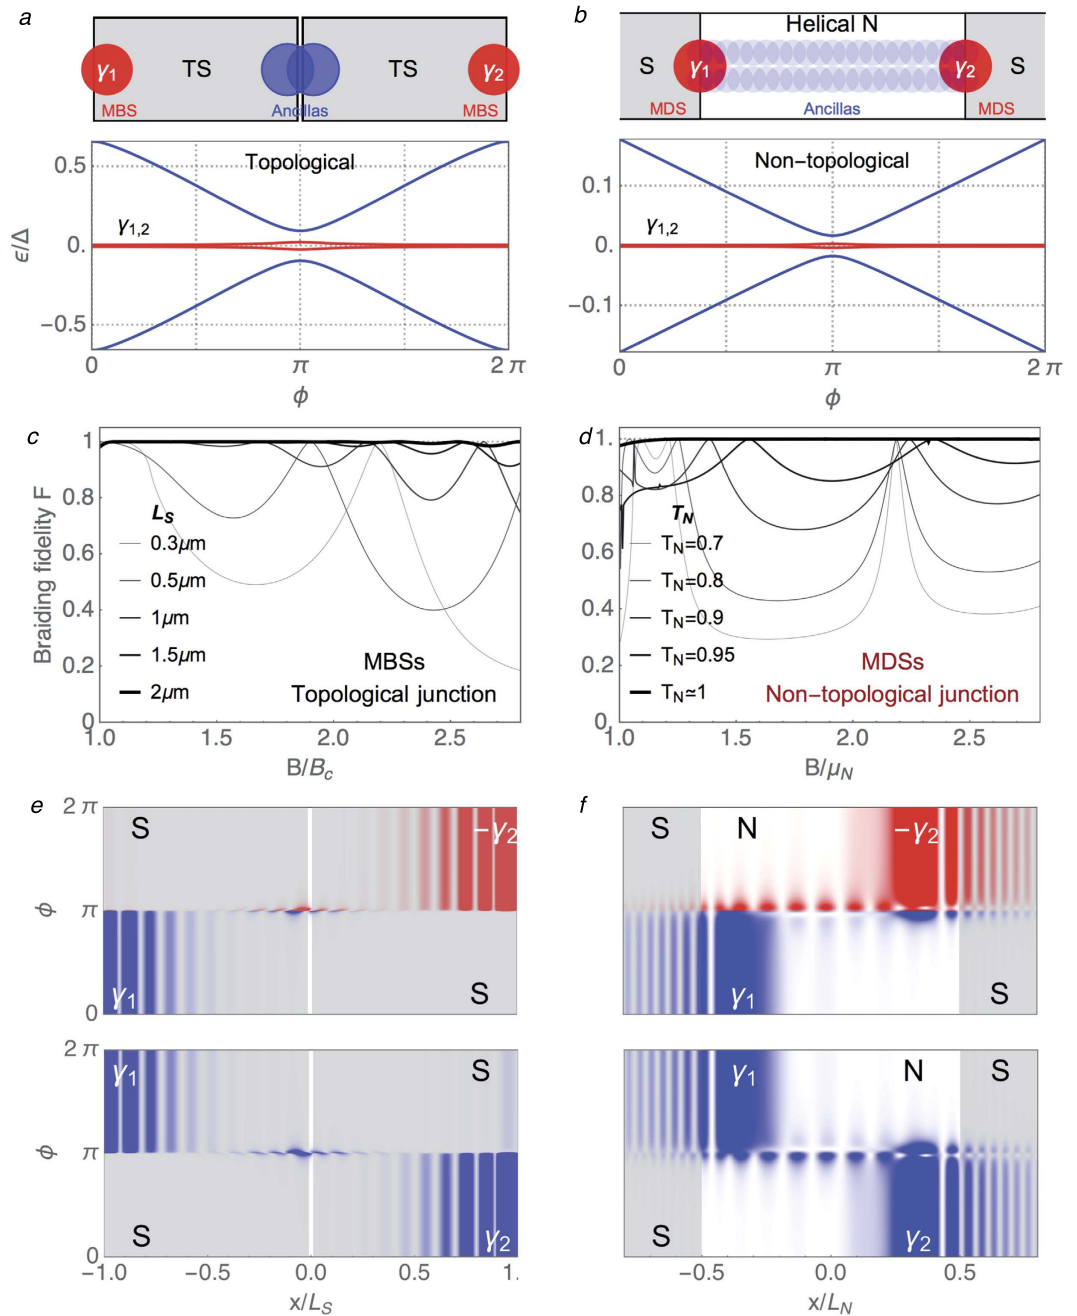 a
γ1
TS
TS
γ2
MBS
Ancillas
MBS
b
Helical N
S
γ1
γ2
S
MDS
Ancillas
MDS
Topological
0.5
γ1,2
0.
−0.5
ϵ/Δ
0
π
2 π
ϕ
Non−topological
0.1
γ1,2
0.
−0.1
0
π
2 π
ϕ
c
1
0.8
0.6
0.4
0.2
0.
Braiding fidelity F
LS
0.3μm
0.5μm
1μm
1.5μm
2μm
MBSs
Topological junction
1.0
1.5
2.0
2.5
B/Bc
d
1.
0.8
0.6
0.4
0.2
0.
TN
TN=0.7
TN=0.8
TN=0.9
TN=0.95
TN≃1
MDSs
Non−topological junction
1.0
1.5
2.0
2.5
B/μN
e
2 π
S
−γ2
ϕ
π
γ1
S
0
f
S
N
−γ2
γ1
S
2 π
γ1
S
ϕ
π
S
γ2
0
−1.0
−0.5
0.0
0.5
1.
x/LS
γ1
N
S
S
γ2
−0.5
0.0
0.5
x/LN